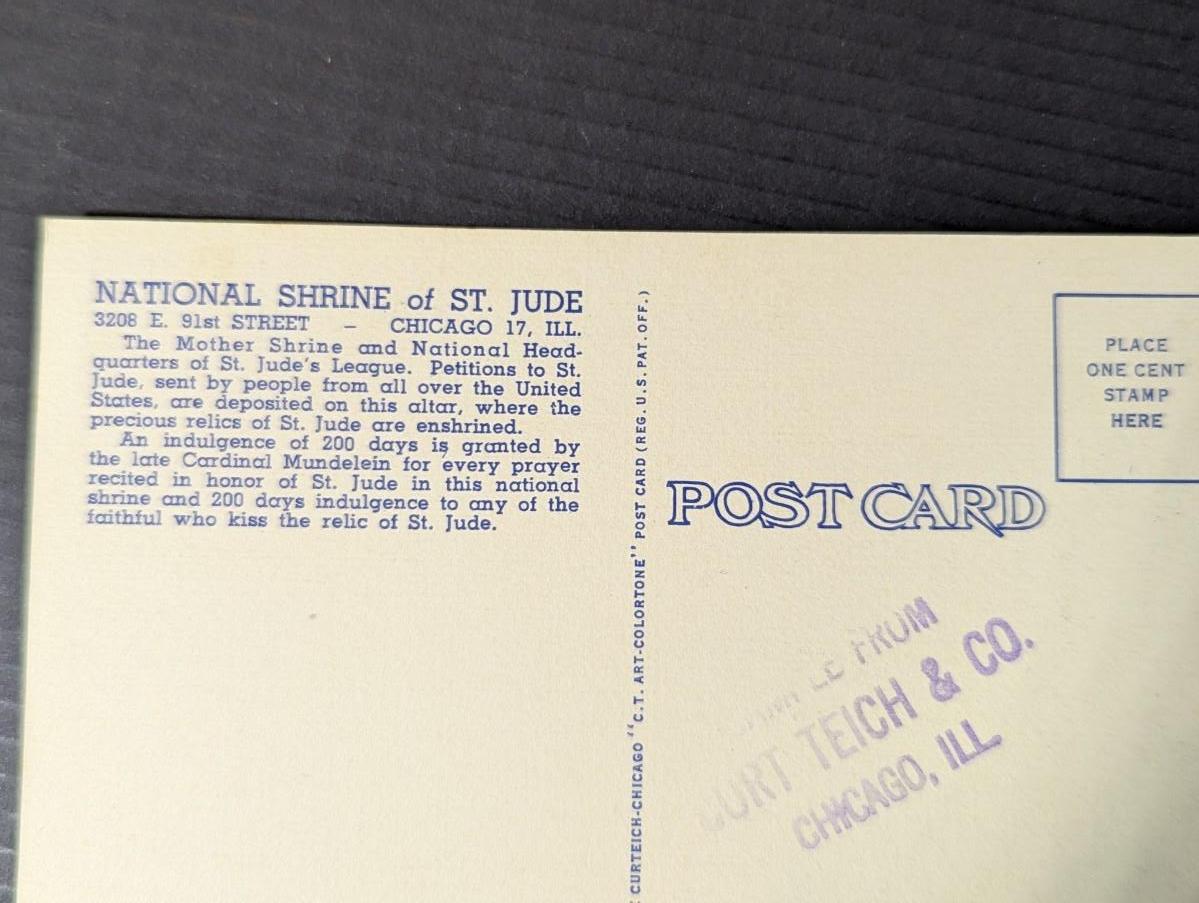 NATIONAL SHRINE of ST. JUDE
3208 E. 91st STREET – CHICAGO 17, ILL.
The Mother Shrine and National Head-
quarters of St. Jude's League. Petitions to St.
Jude, sent by people from all over the United
States, are deposited on this altar, where the
precious relics of St. Jude are enshrined.
An indulgence of 200 days is granted by
the late Cardinal Mundelein for every prayer
recited in honor of St. Jude in this national
shrine and 200 days indulgence to any of the
faithful who kiss the relic of St. Jude.
CURTEICH-CHICAGO "C.T. ART-COLORTONE" POST CARD (REG. U.S. PAT. OFF.)
PLACE
ONE CENT
STAMP
HERE
POST CARD
FROM
CURT TEICH & CO.
CHICAGO, ILL.